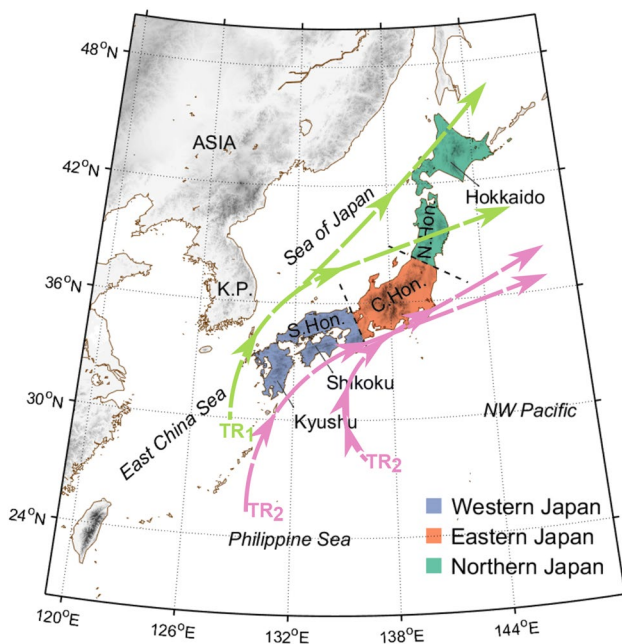 48°N
42°N
36°N
30°N
24°N
ASIA
Sea of Japan
Hokkaido
N.Hon.
K.P.
C.Hon.
S.Hon.
Shikoku
Kyushu
East China Sea
TR1
TR2
TR2
NW Pacific
Philippine Sea
Western Japan
Eastern Japan
Northern Japan
120°E
126°E
132°E
138°E
144°E